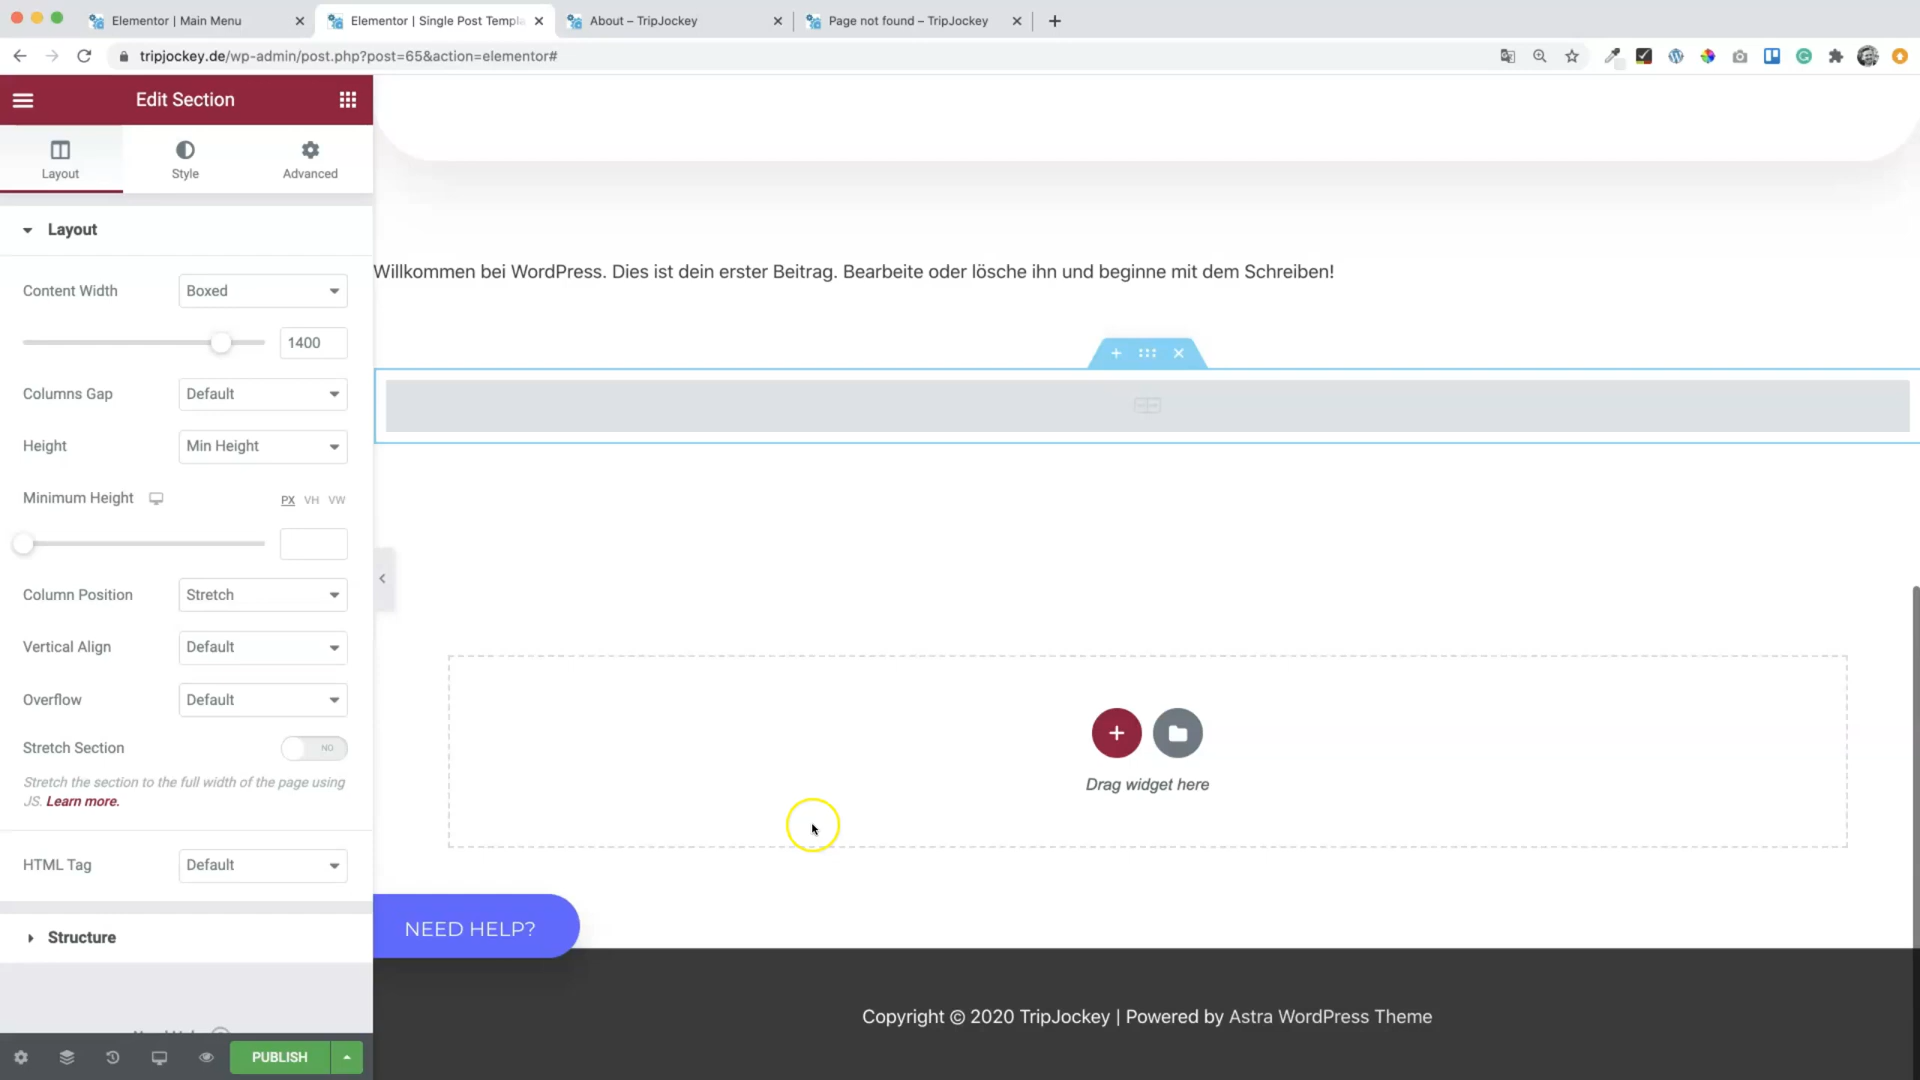 Elementor | Main Menu
Elementor | Single Post Templa
About – TripJockey
Page not found – TripJockey
tripjockey.de/wp-admin/post.php?post=65&action=elementor#
Edit Section
Layout
Style
Advanced
Layout
Content Width
Boxed
1400
Columns Gap
Default
Height
Min Height
Minimum Height
PX VH VW
Column Position
Stretch
Vertical Align
Default
Overflow
Default
Stretch Section
NO
Stretch the section to the full width of the page using
JS. Learn more.
HTML Tag
Default
Structure
PUBLISH
Willkommen bei WordPress. Dies ist dein erster Beitrag. Bearbeite oder lösche ihn und beginne mit dem Schreiben!
Drag widget here
NEED HELP?
Copyright © 2020 TripJockey | Powered by Astra WordPress Theme